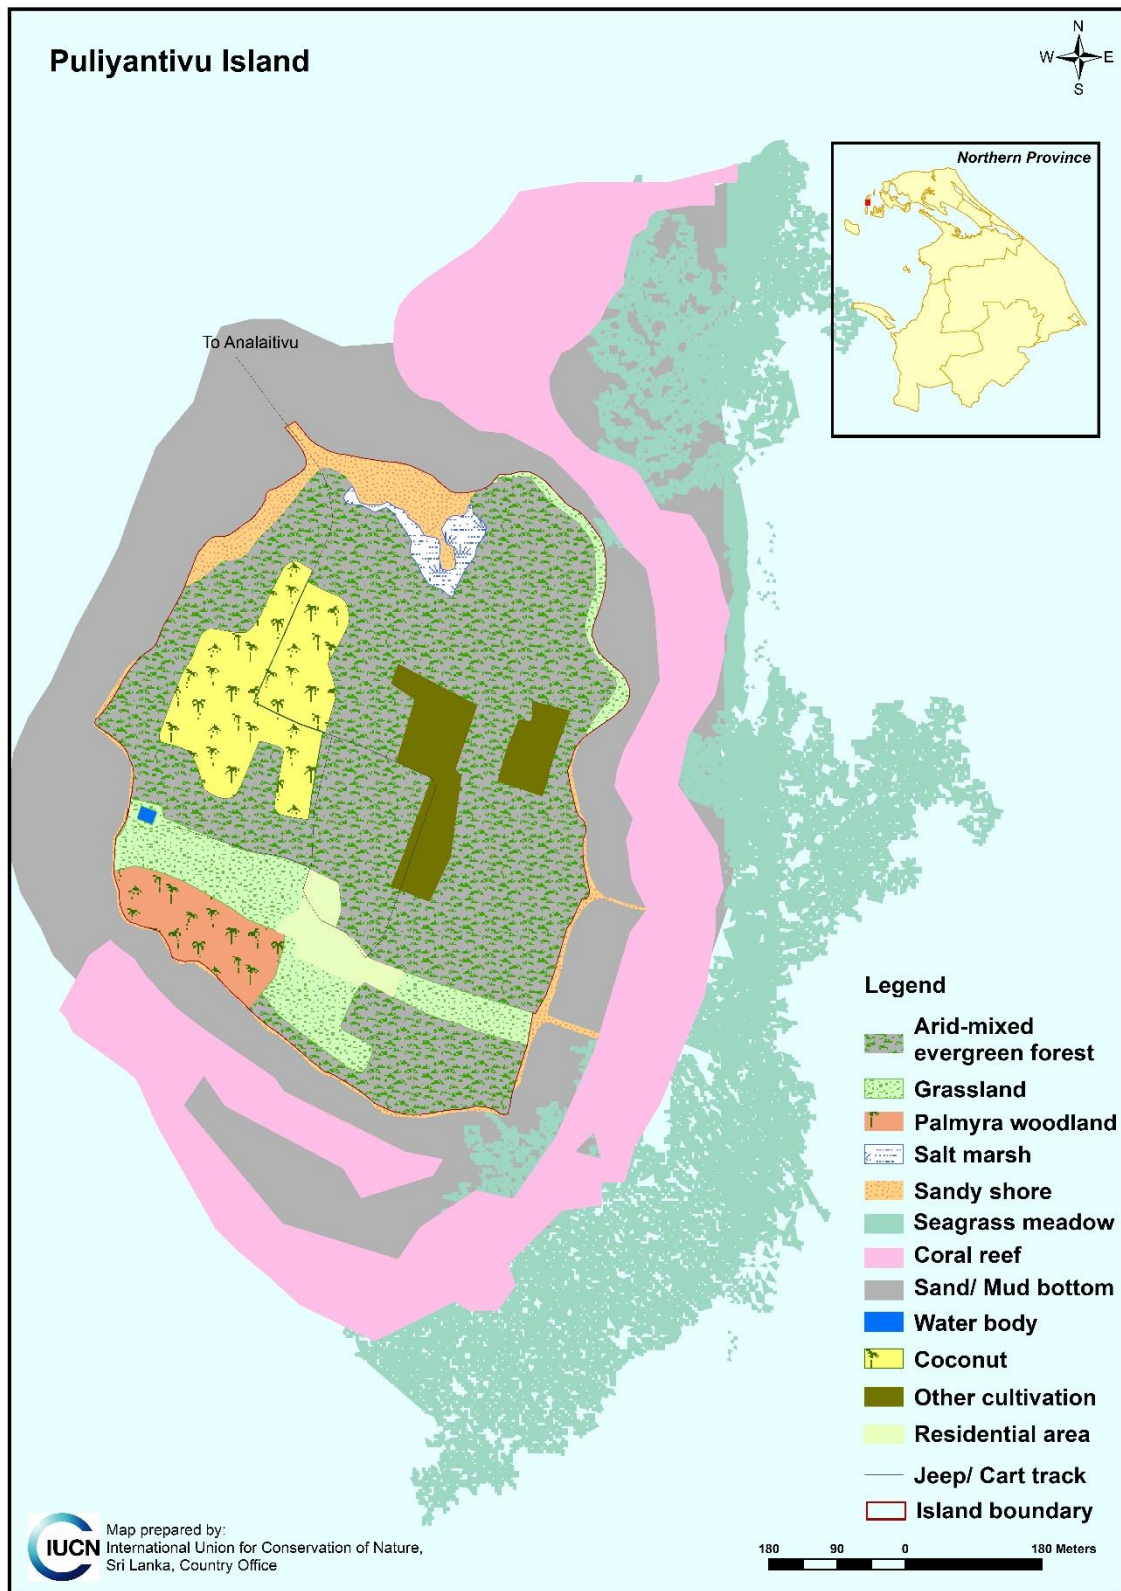 Puliyantivu Island
N
W E
S
Northern Province
To Analaitivu
Legend
Arid-mixed
evergreen forest
Grassland
Palmyra woodland
Salt marsh
Sandy shore
Seagrass meadow
Coral reef
Sand/ Mud bottom
Water body
Coconut
Other cultivation
Residential area
Jeep/ Cart track
Island boundary
IUCN
Map prepared by:
International Union for Conservation of Nature,
Sri Lanka, Country Office
180 90 0 180 Meters